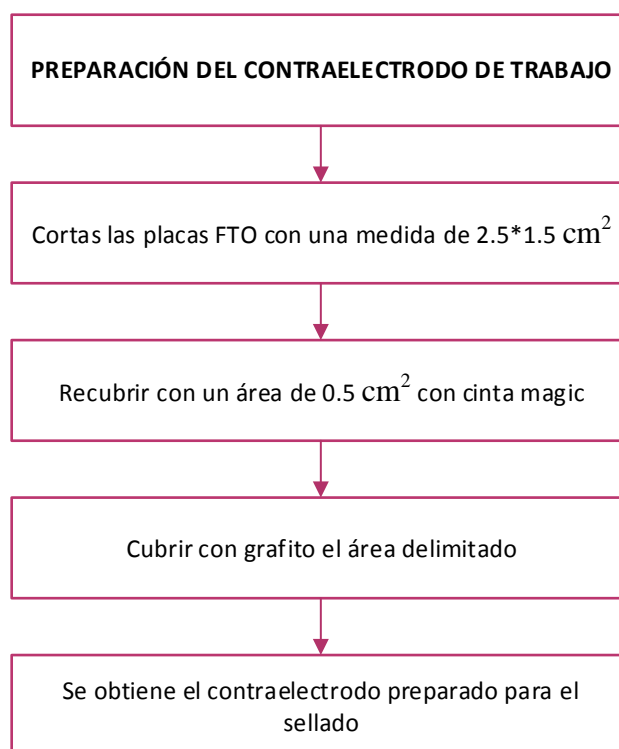 PREPARACIÓN DEL CONTRAELECTRODO DE TRABAJO
Cortas las placas FTO con una medida de 2.5*1.5 cm²
Recubrir con un área de 0.5 cm² con cinta magic
Cubrir con grafito el área delimitado
Se obtiene el contraelectrodo preparado para el
sellado